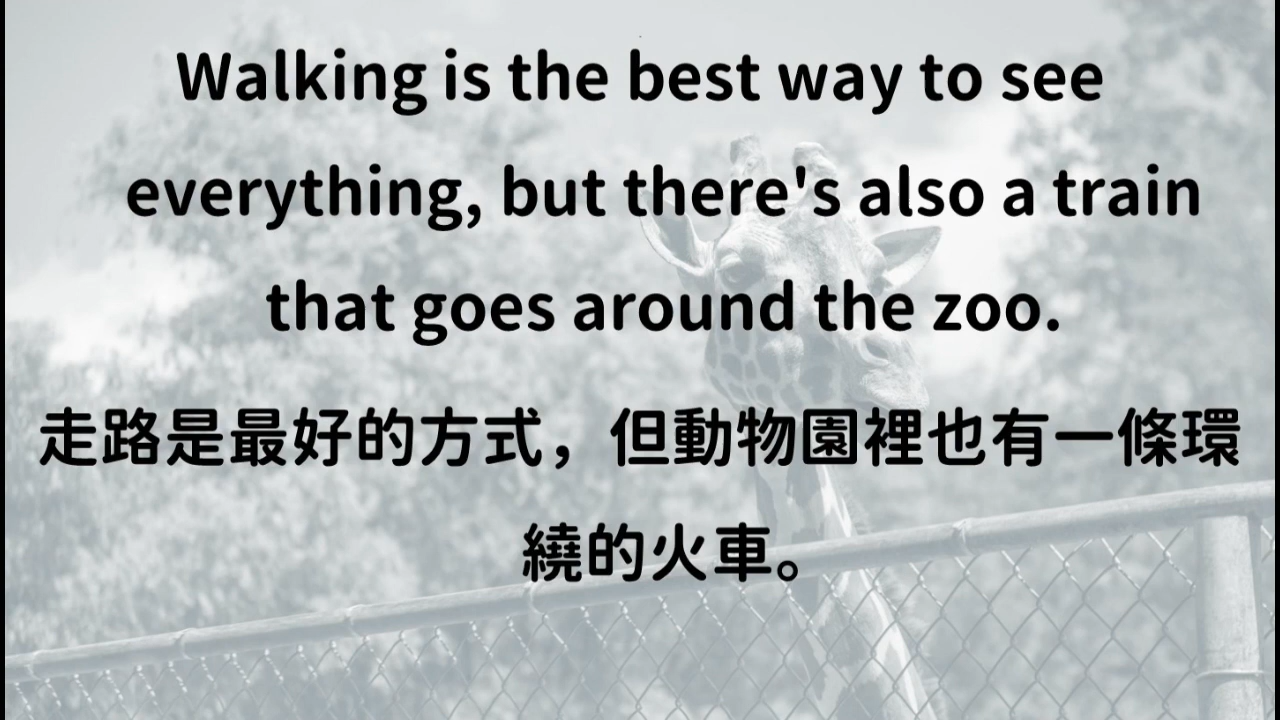 Walking is the best way to see
everything, but there's also a train
that goes around the zoo.
走路是最好的方式，但動物園裡也有一條環
繞的火車。